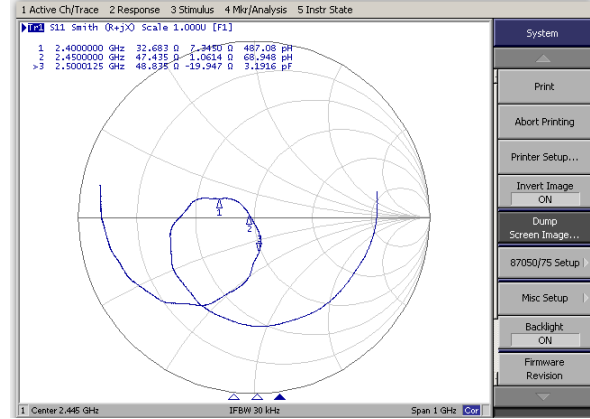 1 Active Ch/Trace 2 Response 3 Stimulus 4 Mkr/Analysis 5 Instr State
Tr1 S11 Smith (R+jX) Scale 1.000U [F1]
1 2.4000000 GHz 32.683 Ω 7.3450 Ω 487.08 pH
2 2.4500000 GHz 47.435 Ω 1.0614 Ω 68.948 pH
>3 2.5000125 GHz 48.835 Ω -19.947 Ω 3.1916 pF
1
2
3
1 Center 2.445 GHz IFBW 30 kHz Span 1 GHz Cor
System
Print
Abort Printing
Printer Setup...
Invert Image
ON
Dump
Screen Image...
87050/75 Setup
Misc Setup
Backlight
ON
Firmware
Revision